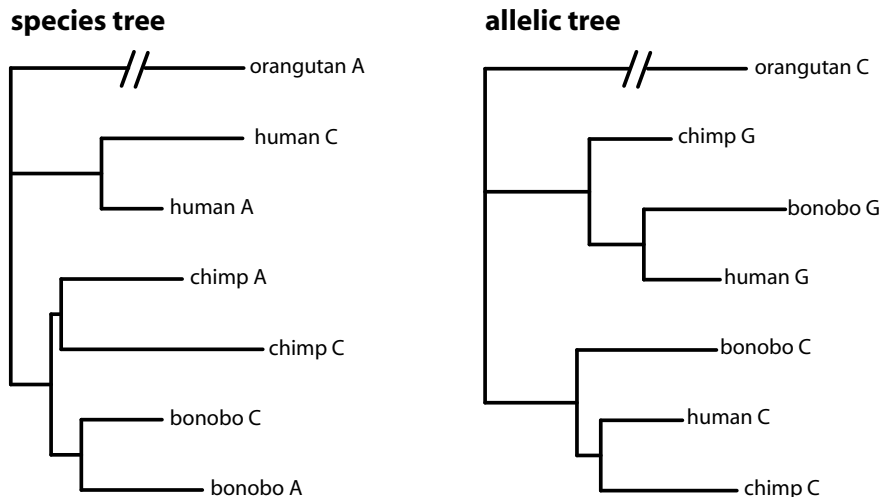 species tree
orangutan A
human C
human A
chimp A
chimp C
bonobo C
bonobo A
allelic tree
orangutan C
chimp G
bonobo G
human G
bonobo C
human C
chimp C